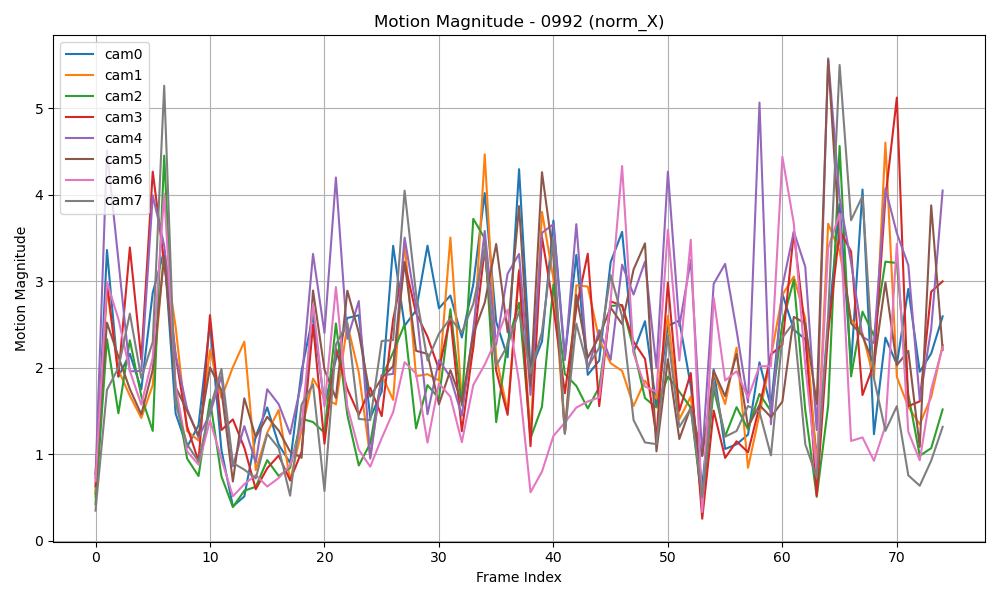 Motion Magnitude - 0992 (norm_X)
cam0
cam1
cam2
cam3
cam4
cam5
cam6
cam7
Motion Magnitude
5
4
3
2
1
0
0 10 20 30 40 50 60 70
Frame Index